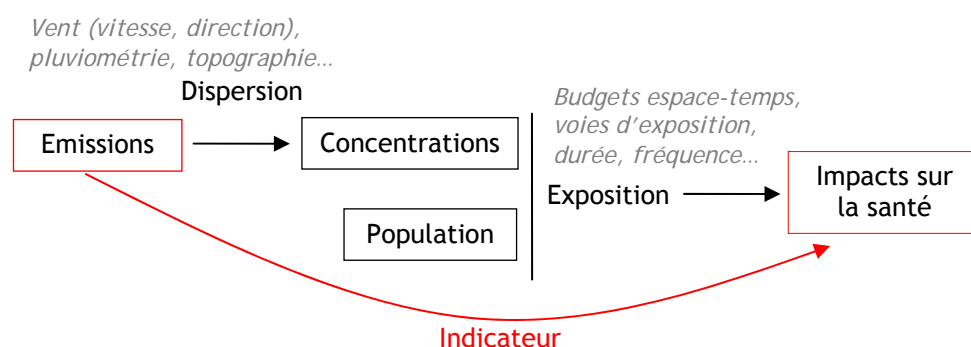 Vent (vitesse, direction),
pluviométrie, topographie…
Dispersion
Emissions
Concentrations
Population
Budgets espace-temps,
voies d’exposition,
durée, fréquence…
Exposition
Impacts sur
la santé
Indicateur